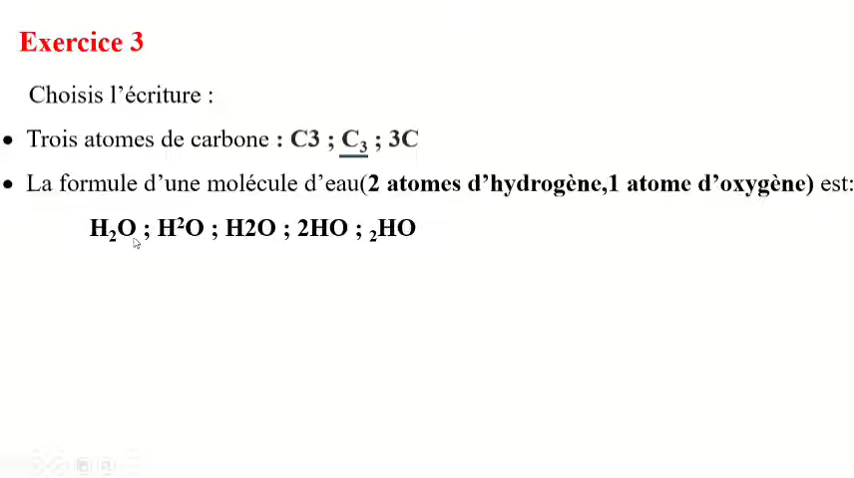 Exercice 3
Choisis l’écriture :
• Trois atomes de carbone : C3 ; C₃ ; 3C
• La formule d’une molécule d’eau(2 atomes d’hydrogène,1 atome d’oxygène) est:
H₂O ; H²O ; H2O ; 2HO ; ₂HO